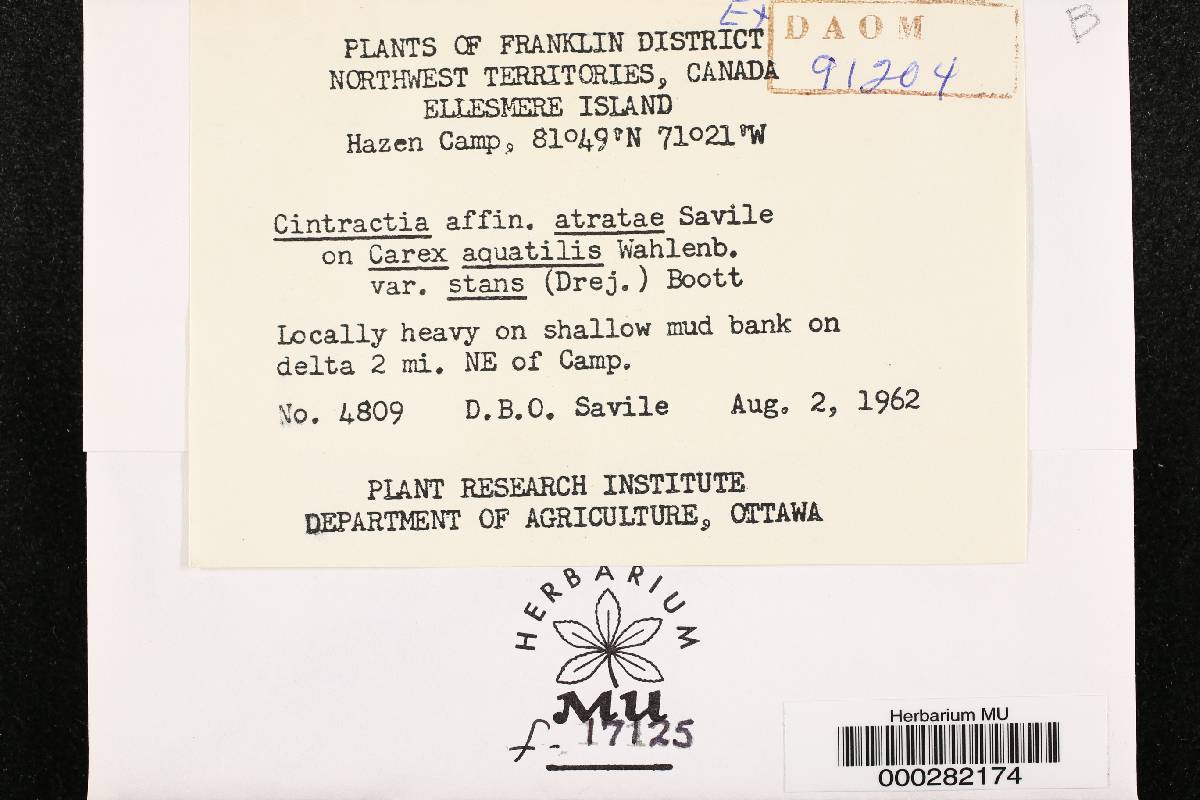 Ex DAOM
91204
B
PLANTS OF FRANKLIN DISTRICT
NORTHWEST TERRITORIES, CANADA
ELLESMERE ISLAND
Hazen Camp, 81°49'N 71°21'W
Cintractia affin. atratae Savile
on Carex aquatilis Wahlenb.
var. stans (Drej.) Boott
Locally heavy on shallow mud bank on
delta 2 mi. NE of Camp.
No. 4809 D.B.O. Savile Aug. 2, 1962
PLANT RESEARCH INSTITUTE
DEPARTMENT OF AGRICULTURE, OTTAWA
HERBARIUM
MU
f- 17125
Herbarium MU
000282174